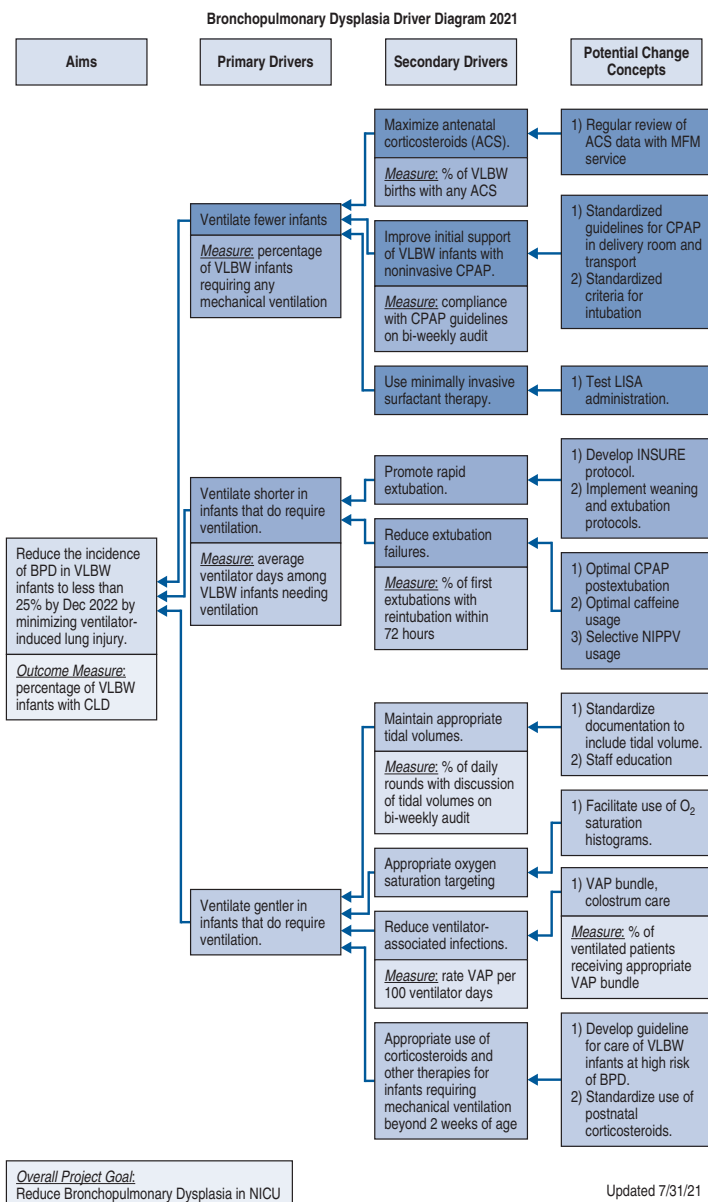 Bronchopulmonary Dysplasia Driver Diagram 2021
Aims
Primary Drivers
Secondary Drivers
Potential Change
Concepts
Reduce the incidence
of BPD in VLBW
infants to less than
25% by Dec 2022 by
minimizing ventilator-
induced lung injury.
Outcome Measure:
percentage of VLBW
infants with CLD
Ventilate fewer infants
Measure: percentage
of VLBW infants
requiring any
mechanical ventilation
Maximize antenatal
corticosteroids (ACS).
Measure: % of VLBW
births with any ACS
1) Regular review of
ACS data with MFM
service
Improve initial support
of VLBW infants with
noninvasive CPAP.
Measure: compliance
with CPAP guidelines
on bi-weekly audit
1) Standardized
guidelines for CPAP
in delivery room and
transport
2) Standardized
criteria for
intubation
Use minimally invasive
surfactant therapy.
1) Test LISA
administration.
Ventilate shorter in
infants that do require
ventilation.
Measure: average
ventilator days among
VLBW infants needing
ventilation
Promote rapid
extubation.
1) Develop INSURE
protocol.
2) Implement weaning
and extubation
protocols.
Reduce extubation
failures.
Measure: % of first
extubations with
reintubation within
72 hours
1) Optimal CPAP
postextubation
2) Optimal caffeine
usage
3) Selective NIPPV
usage
Ventilate gentler in
infants that do require
ventilation.
Maintain appropriate
tidal volumes.
Measure: % of daily
rounds with discussion
of tidal volumes on
bi-weekly audit
1) Standardize
documentation to
include tidal volume.
2) Staff education
Appropriate oxygen
saturation targeting
1) Facilitate use of O₂
saturation
histograms.
Reduce ventilator-
associated infections.
Measure: rate VAP per
100 ventilator days
1) VAP bundle,
colostrum care
Measure: % of
ventilated patients
receiving appropriate
VAP bundle
Appropriate use of
corticosteroids and
other therapies for
infants requiring
mechanical ventilation
beyond 2 weeks of age
1) Develop guideline
for care of VLBW
infants at high risk
of BPD.
2) Standardize use of
postnatal
corticosteroids.
Overall Project Goal:
Reduce Bronchopulmonary Dysplasia in NICU
Updated 7/31/21